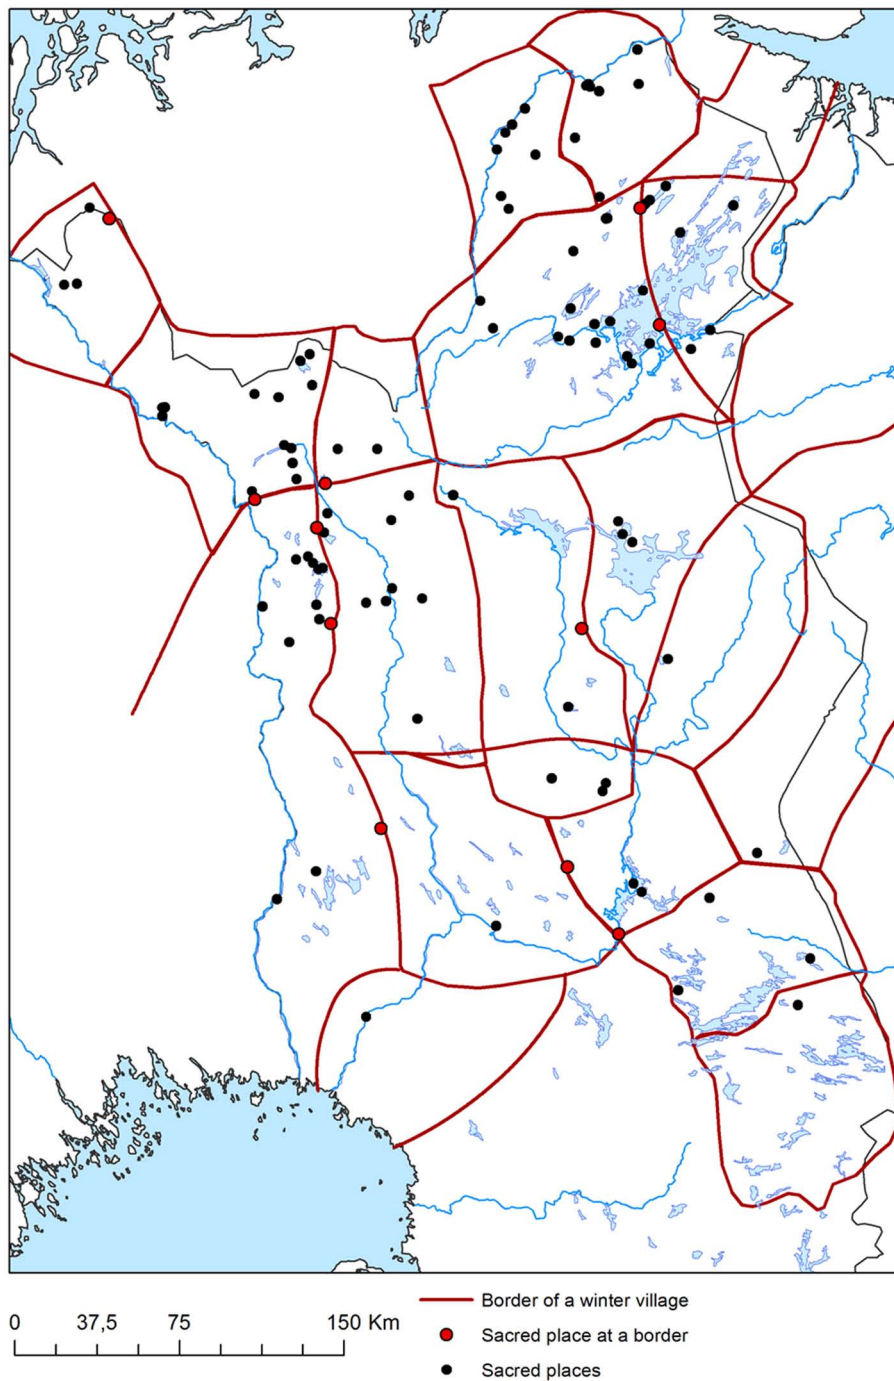 0 37,5 75 150 Km
Border of a winter village
Sacred place at a border
Sacred places